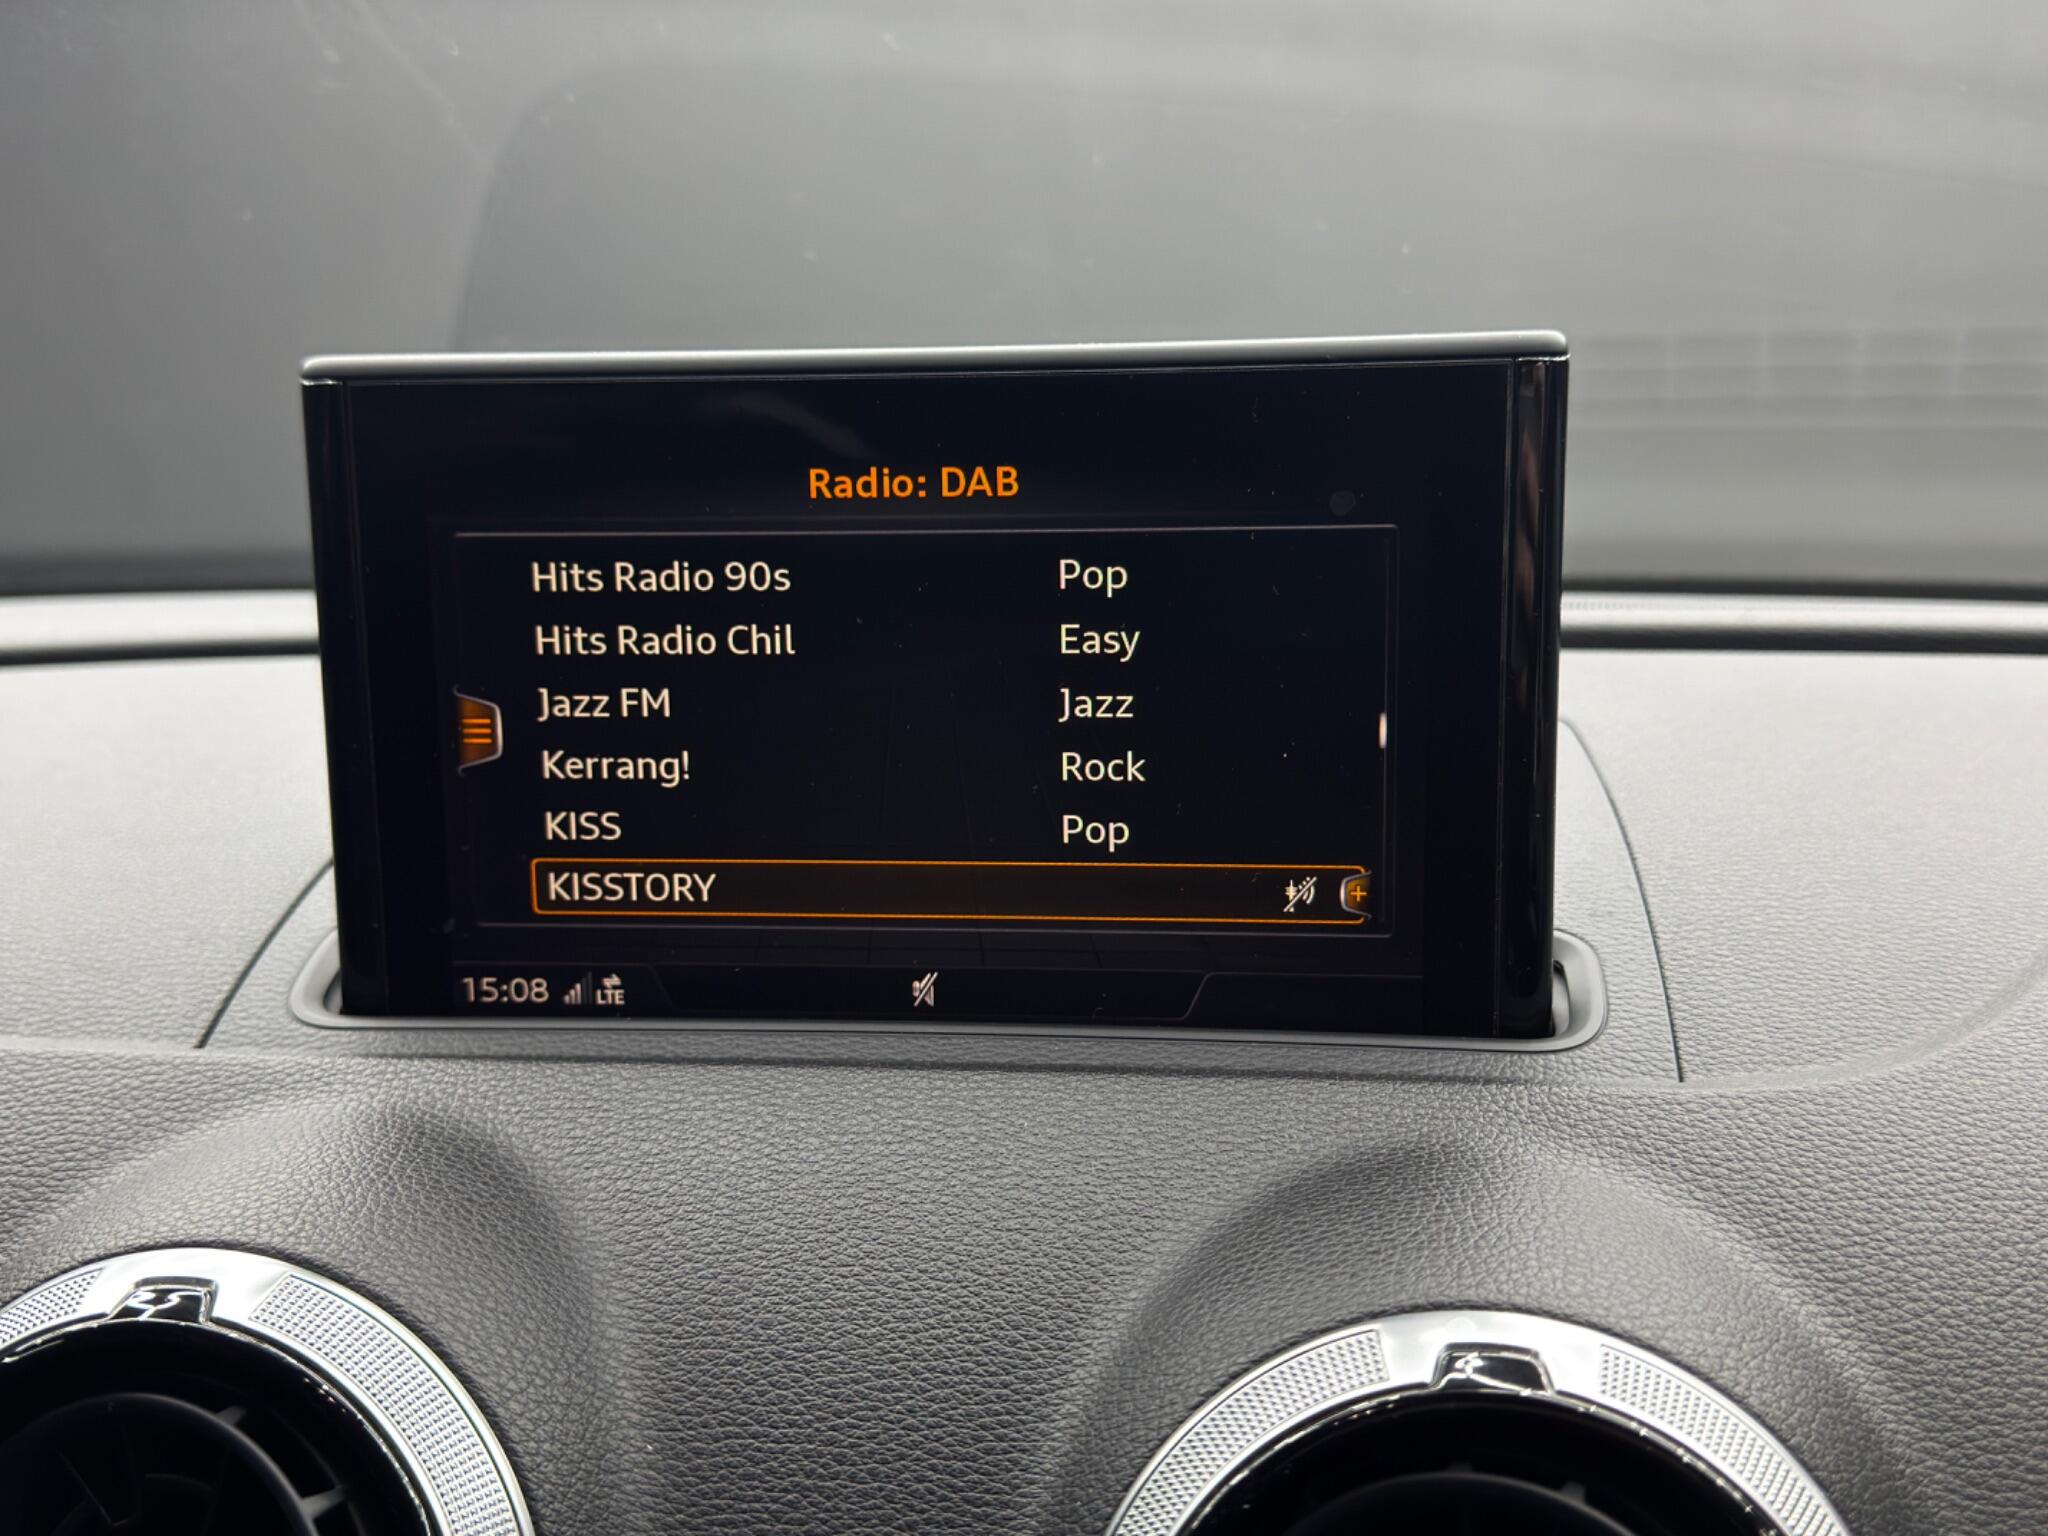 Radio: DAB
Hits Radio 90s Pop
Hits Radio Chil Easy
Jazz FM Jazz
Kerrang! Rock
KISS Pop
KISSTORY
15:08 LTE